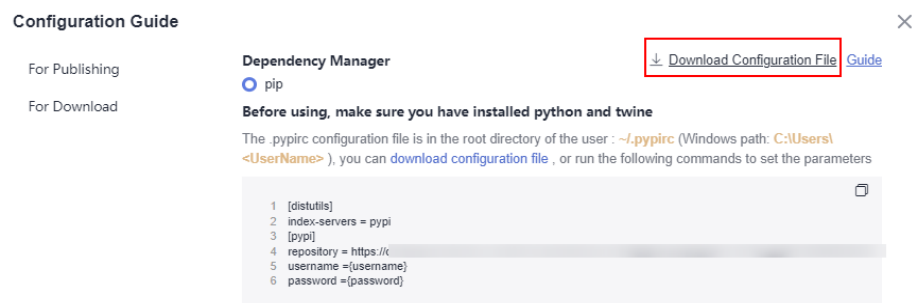 Configuration Guide
For Publishing
For Download
Dependency Manager
Download Configuration File Guide
pip
Before using, make sure you have installed python and twine
The .pypirc configuration file is in the root directory of the user : ~/.pypirc (Windows path: C:\Users\
<UserName> ), you can download configuration file , or run the following commands to set the parameters
1 [distutils]
2 index-servers = pypi
3 [pypi]
4 repository = https://
5 username ={username}
6 password ={password}